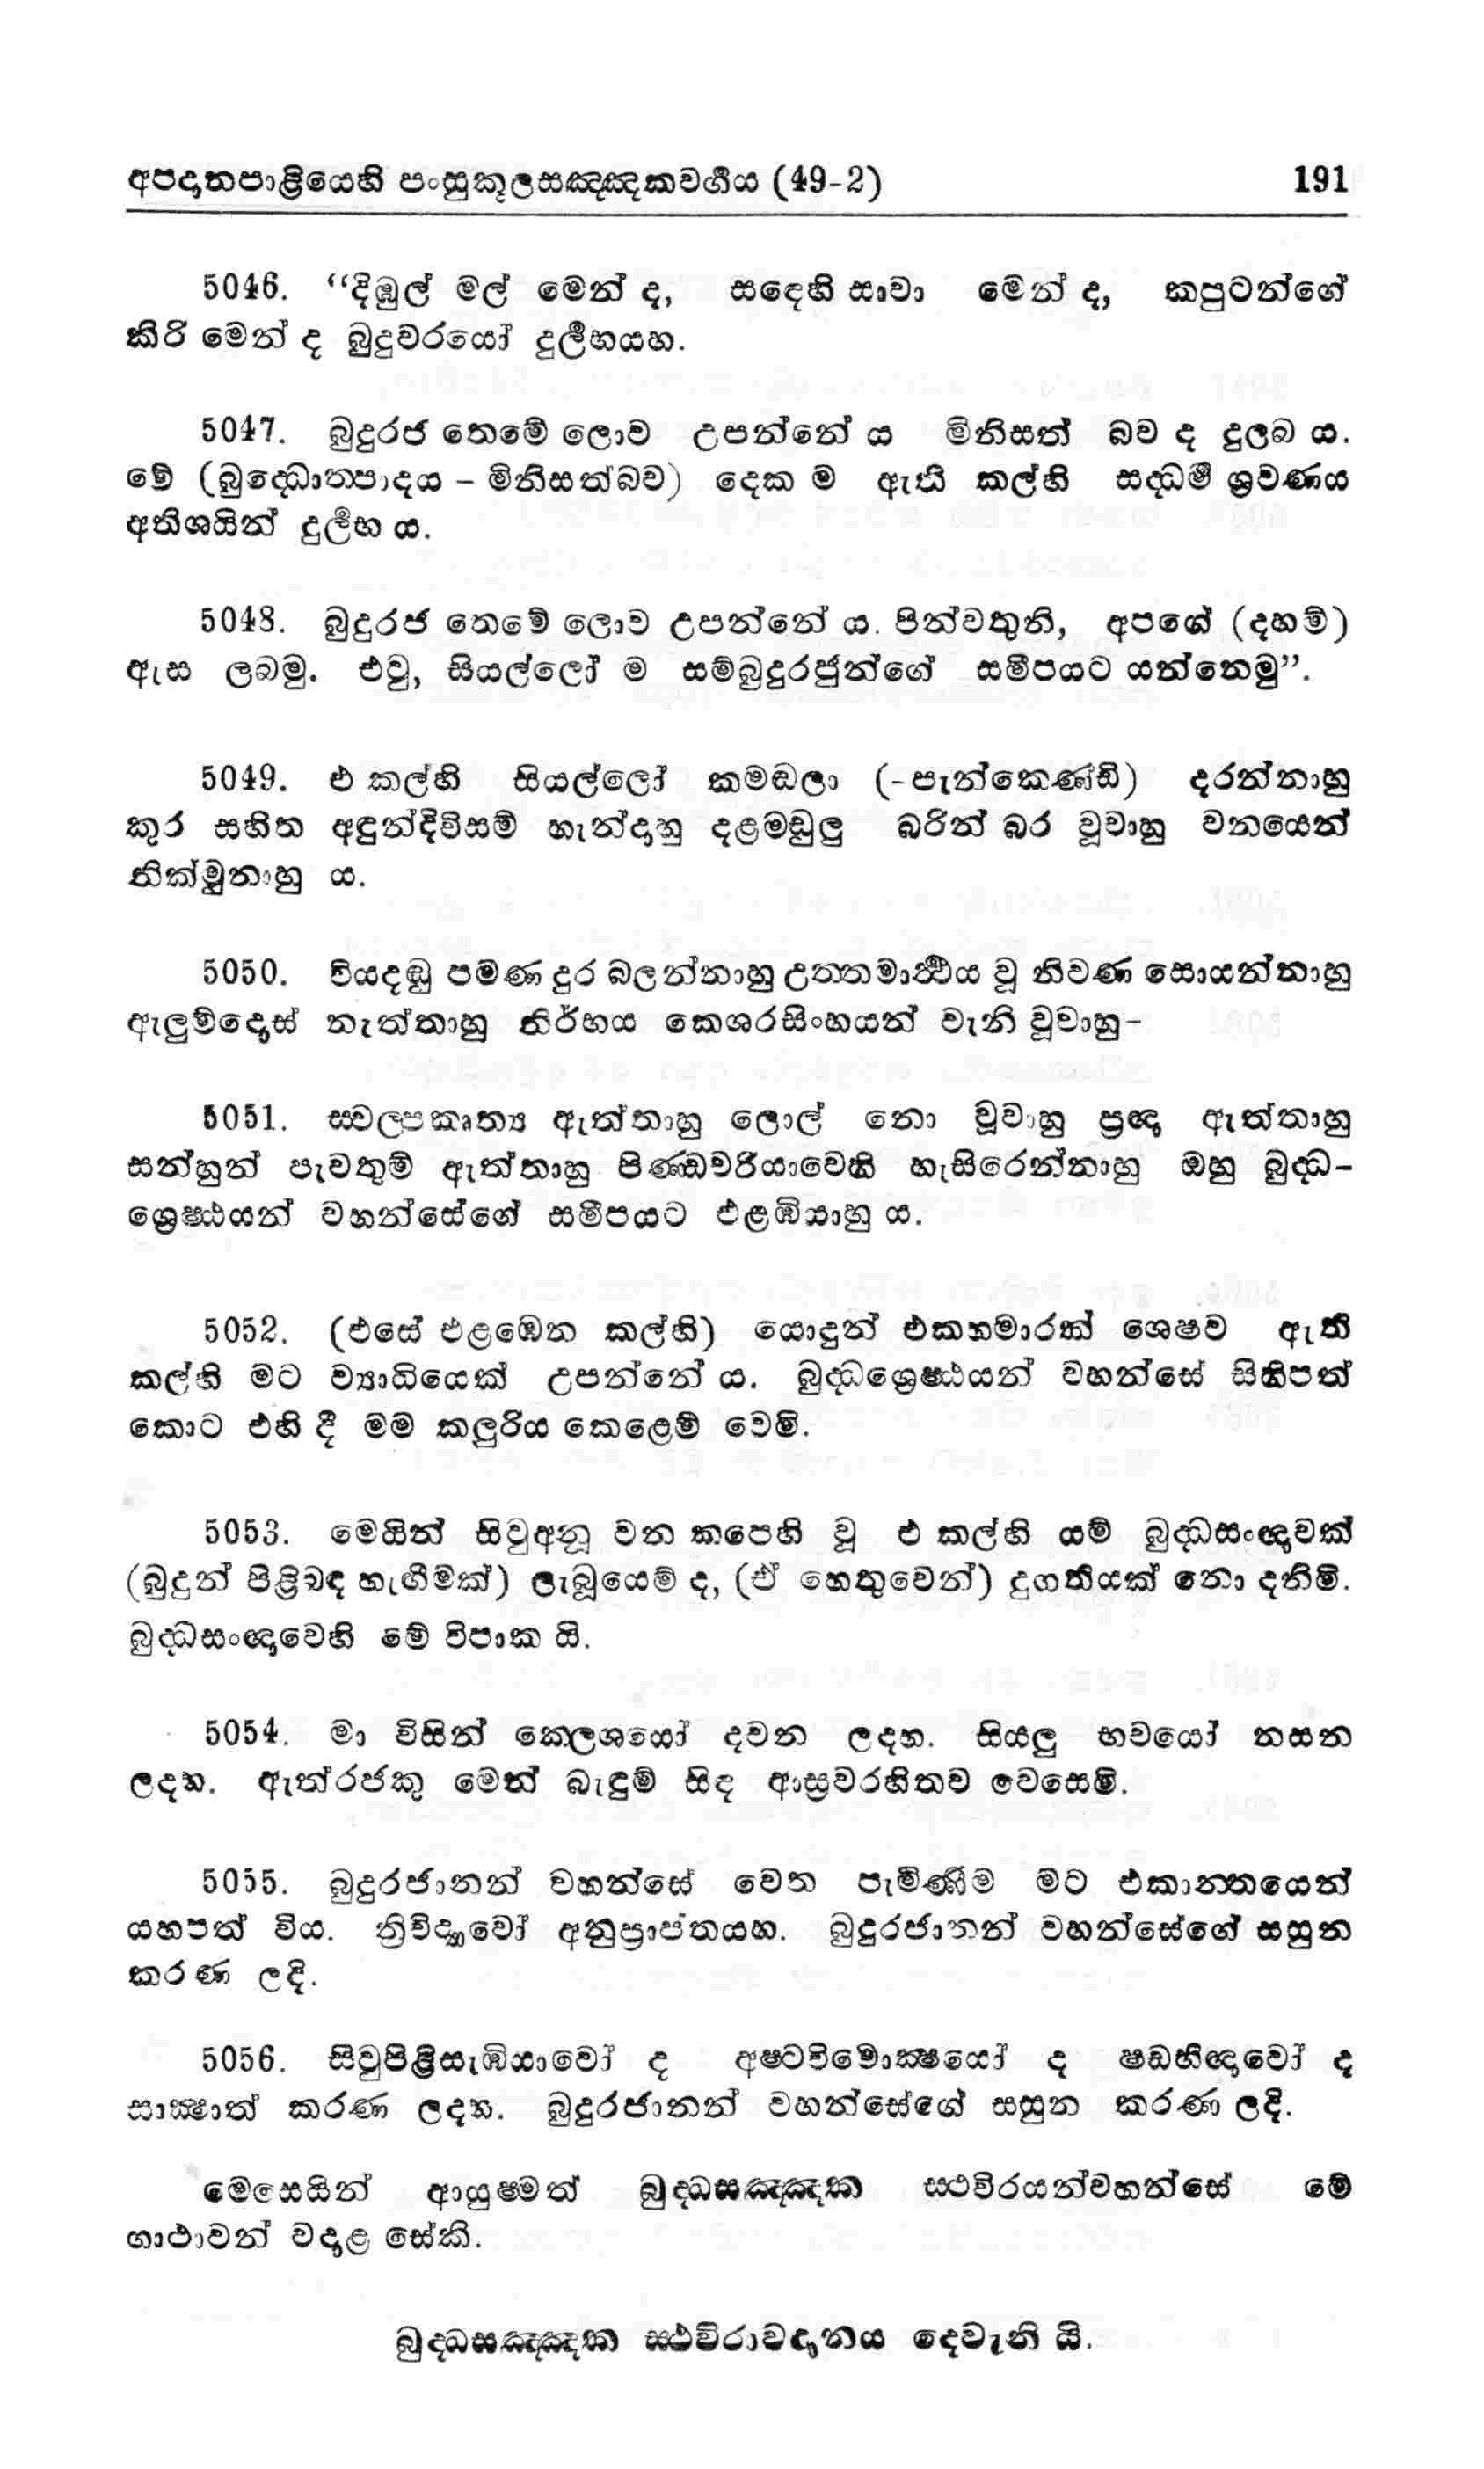 අපදානපාළියෙහි පංසුකූලසඤ්ඤකවර්ගය (49-2) 191
5046. “දිඹුල් මල් මෙන් ද, සඳෙහි සාවා මෙන් ද, කපුටන්ගේ
කිරි මෙන් ද බුදුවරයෝ දුර්ලභයහ.
5047. බුදුරජ තෙමේ ලොව උපන්නේ ය මිනිසත් බව ද දුලබ ය.
මේ (බුද්ධොත්පාදය - මිනිසත්බව) දෙක ම ඇති කල්හි සද්ධර්ම ශ්‍රවණය
අතිශයින් දුර්ලභ ය.
5048. බුදුරජ තෙමේ ලොව උපන්නේ ය. පින්වතුනි, අපගේ (දහම්)
ඇස ලබමු. එවු, සියල්ලෝ ම සම්බුදුරජුන්ගේ සමීපයට යන්නෙමු”.
5049. එ කල්හි සියල්ලෝ කමඬලා (-පැන්කෙණ්ඩි) දරන්නාහු
කුර සහිත අඳුන්දිවිසම් හැන්දාහු දළමඩුලු බරින් බර වූවාහු වනයෙන්
නික්මුනාහු ය.
5050. වියදඬු පමණ දුර බලන්නාහු උත්තමාර්ථය වූ නිවණ සොයන්නාහු
ඇලුම්දොස් නැත්තාහු නිර්භය කෙශරසිංහයන් වැනි වූවාහු-
5051. ස්වල්පකෘත්‍ය ඇත්තාහු ලොල් නො වූවාහු ප්‍රඥා ඇත්තාහු
සන්හුන් පැවතුම් ඇත්තාහු පිණ්ඩචරියාවෙහි හැසිරෙන්නාහු ඔහු බුද්ධ-
ශ්‍රෙෂ්ඨයන් වහන්සේගේ සමීපයට එළඹියාහු ය.
5052. (එසේ එළඹෙන කල්හි) යොදුන් එකහමාරක් ශෙෂව ඇති
කල්හි මට ව්‍යාධියෙක් උපන්නේ ය. බුද්ධශ්‍රෙෂ්ඨයන් වහන්සේ සිහිපත්
කොට එහි දී මම කලුරිය කෙළෙම් වෙමි.
5053. මෙයින් සිවුඅනූ වන කපෙහි වූ එ කල්හි යම් බුද්ධසංඥාවක්
(බුදුන් පිළිබඳ හැඟීමක්) ලැබූයෙම් ද, (ඒ හෙතුවෙන්) දුගතියක් නො දනිමි.
බුද්ධසංඥාවෙහි මේ විපාක යි.
5054. මා විසින් කෙලශයෝ දවන ලදහ. සියලු භවයෝ නසන
ලදහ. ඇත්රජකු මෙන් බැඳුම් සිඳ ආස්‍රවරහිතව වෙසෙමි.
5055. බුදුරජානන් වහන්සේ වෙත පැමිණීම මට එකාන්තයෙන්
යහපත් විය. ත්‍රිවිද්‍යාවෝ අනුප්‍රාප්තයහ. බුදුරජානන් වහන්සේගේ සසුන
කරණ ලදි.
5056. සිවුපිළිසැඹියාවෝ ද අෂ්ටවිමොක්ෂයෝ ද ෂඩභිඥාවෝ ද
සාක්ෂාත් කරණ ලදහ. බුදුරජානන් වහන්සේගේ සසුන කරණ ලදි.
මෙසෙයින් ආයුෂ්මත් බුද්ධසඤ්ඤක ස්ථවිරයන්වහන්සේ මේ
ගාථාවන් වදාළ සේකි.
බුද්ධසඤ්ඤක ස්ථවිරාවදානය දෙවැනි යි.